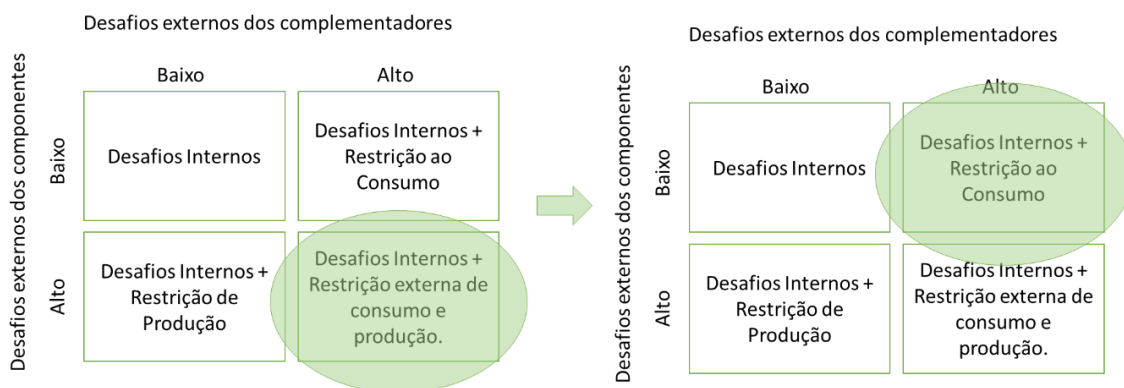 Desafios externos dos complementadores
Desafios externos dos componentes
Baixo
Alto
Baixo
Desafios Internos
Desafios Internos +
Restrição ao
Consumo
Alto
Desafios Internos +
Restrição de
Produção
Desafios Internos +
Restrição externa de
consumo e
produção.
Desafios externos dos complementadores
Desafios externos dos componentes
Baixo
Alto
Baixo
Desafios Internos
Desafios Internos +
Restrição ao
Consumo
Alto
Desafios Internos +
Restrição de
Produção
Desafios Internos +
Restrição externa de
consumo e
produção.